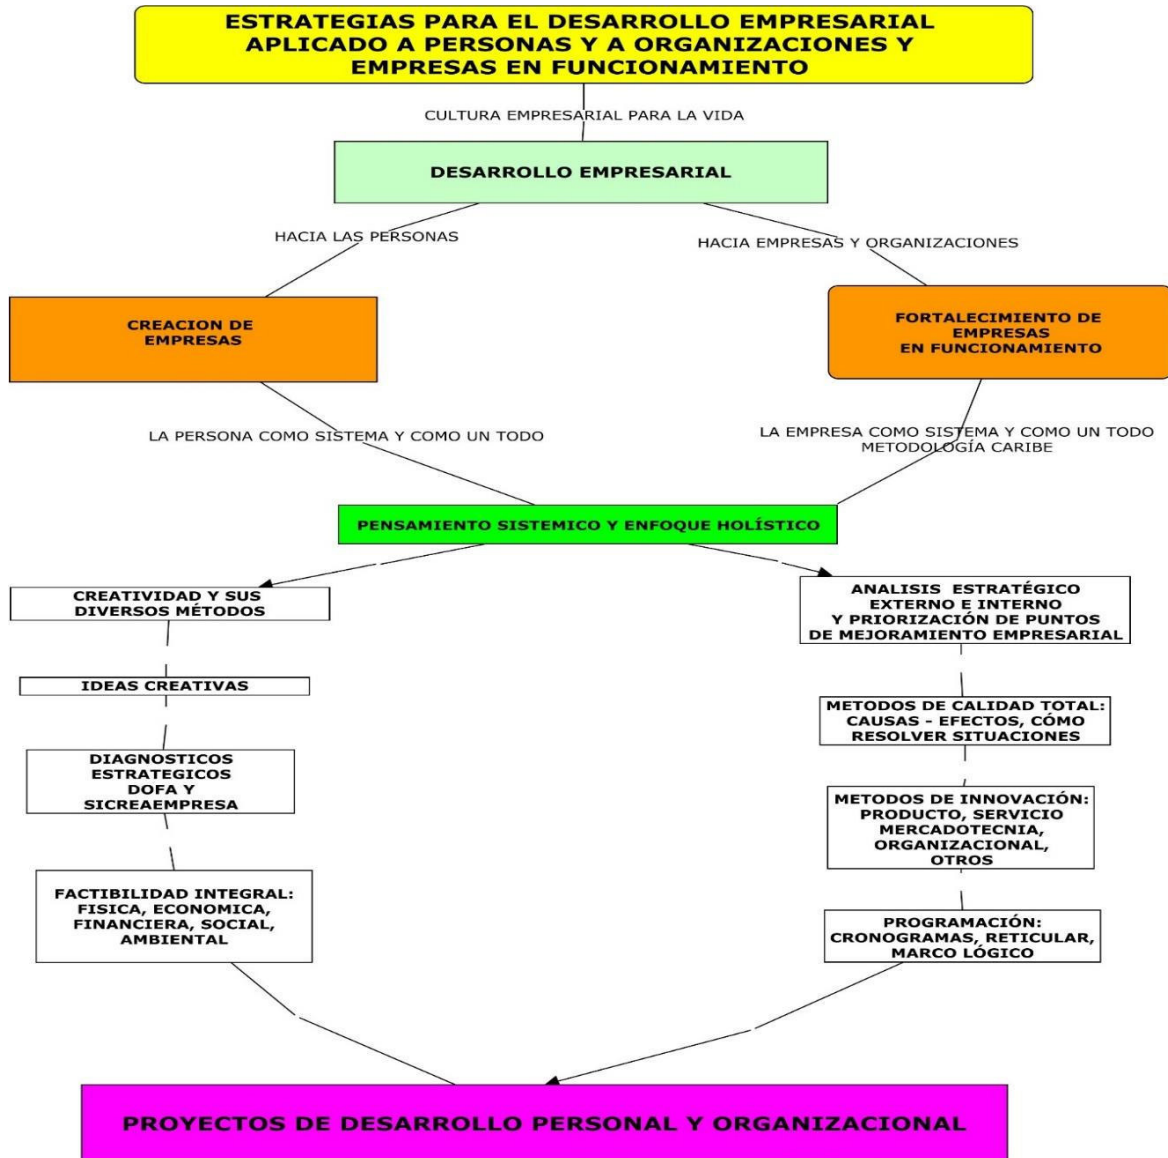 ESTRATEGIAS PARA EL DESARROLLO EMPRESARIAL
APLICADO A PERSONAS Y A ORGANIZACIONES Y
EMPRESAS EN FUNCIONAMIENTO
CULTURA EMPRESARIAL PARA LA VIDA
DESARROLLO EMPRESARIAL
HACIA LAS PERSONAS
HACIA EMPRESAS Y ORGANIZACIONES
CREACION DE
EMPRESAS
FORTALECIMIENTO DE
EMPRESAS
EN FUNCIONAMIENTO
LA PERSONA COMO SISTEMA Y COMO UN TODO
LA EMPRESA COMO SISTEMA Y COMO UN TODO
METODOLOGÍA CARIBE
PENSAMIENTO SISTEMICO Y ENFOQUE HOLÍSTICO
CREATIVIDAD Y SUS
DIVERSOS MÉTODOS
IDEAS CREATIVAS
DIAGNOSTICOS
ESTRATEGICOS
DOFA Y
SICREAEMPRESA
FACTIBILIDAD INTEGRAL:
FISICA, ECONOMICA,
FINANCIERA, SOCIAL,
AMBIENTAL
ANALISIS ESTRATÉGICO
EXTERNO E INTERNO
Y PRIORIZACIÓN DE PUNTOS
DE MEJORAMIENTO EMPRESARIAL
METODOS DE CALIDAD TOTAL:
CAUSAS - EFECTOS, CÓMO
RESOLVER SITUACIONES
METODOS DE INNOVACIÓN:
PRODUCTO, SERVICIO
MERCADOTECNIA,
ORGANIZACIONAL,
OTROS
PROGRAMACIÓN:
CRONOGRAMAS, RETICULAR,
MARCO LÓGICO
PROYECTOS DE DESARROLLO PERSONAL Y ORGANIZACIONAL